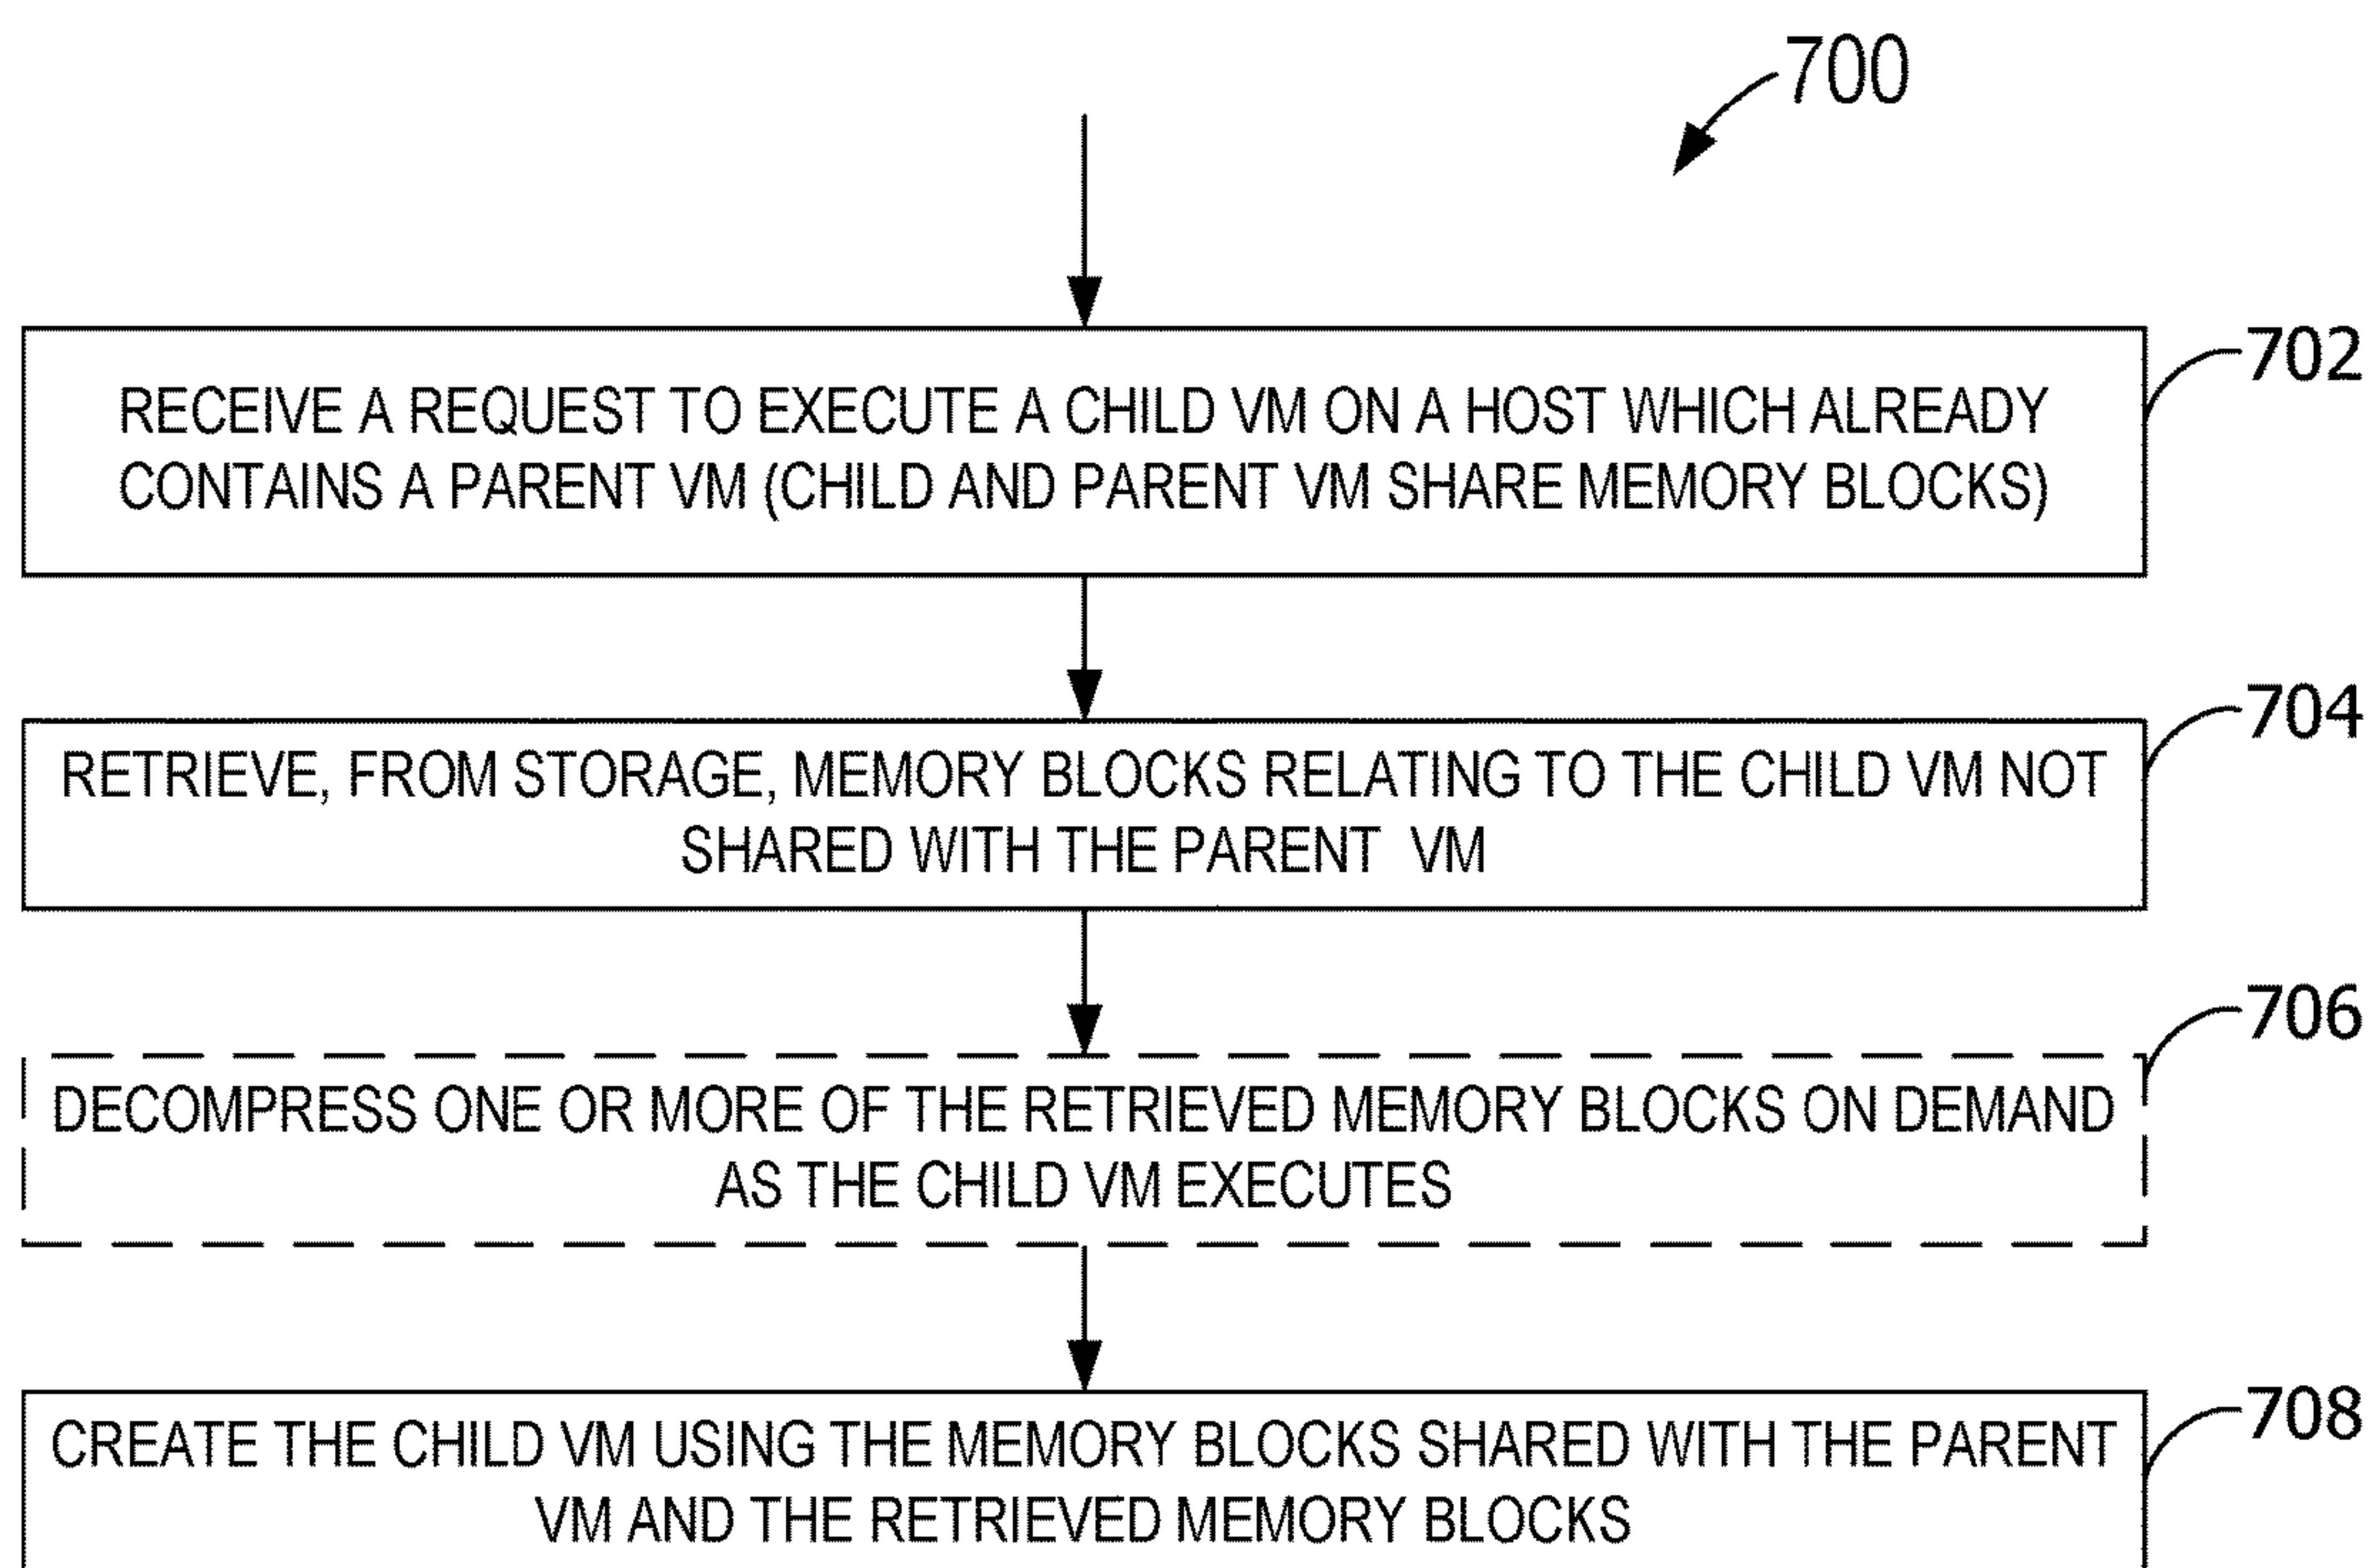 700
702
RECEIVE A REQUEST TO EXECUTE A CHILD VM ON A HOST WHICH ALREADY
CONTAINS A PARENT VM (CHILD AND PARENT VM SHARE MEMORY BLOCKS)
704
RETRIEVE, FROM STORAGE, MEMORY BLOCKS RELATING TO THE CHILD VM NOT
SHARED WITH THE PARENT VM
706
DECOMPRESS ONE OR MORE OF THE RETRIEVED MEMORY BLOCKS ON DEMAND
AS THE CHILD VM EXECUTES
708
CREATE THE CHILD VM USING THE MEMORY BLOCKS SHARED WITH THE PARENT
VM AND THE RETRIEVED MEMORY BLOCKS